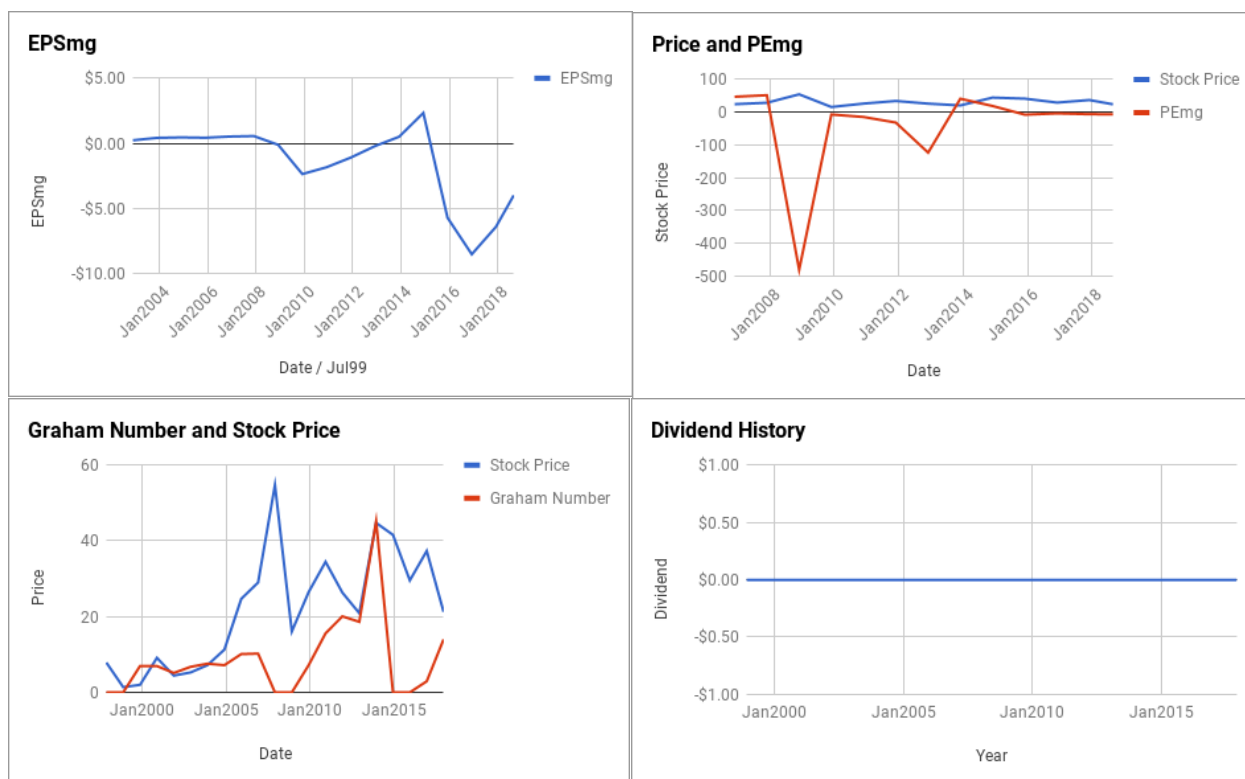 EPSmg
$5.00
$0.00
-$5.00
-$10.00
EPSmg
Jan2004
Jan2006
Jan2008
Jan2010
Jan2012
Jan2014
Jan2016
Jan2018
Date / Jul99
EPSmg
Price and PEmg
100
0
-100
-200
-300
-400
-500
Stock Price
Jan2008
Jan2010
Jan2012
Jan2014
Jan2016
Jan2018
Date
Stock Price
PEmg
Graham Number and Stock Price
60
40
20
0
Price
Jan2000
Jan2005
Jan2010
Jan2015
Date
Stock Price
Graham Number
Dividend History
$1.00
$0.50
$0.00
-$0.50
-$1.00
Dividend
Jan2000
Jan2005
Jan2010
Jan2015
Year